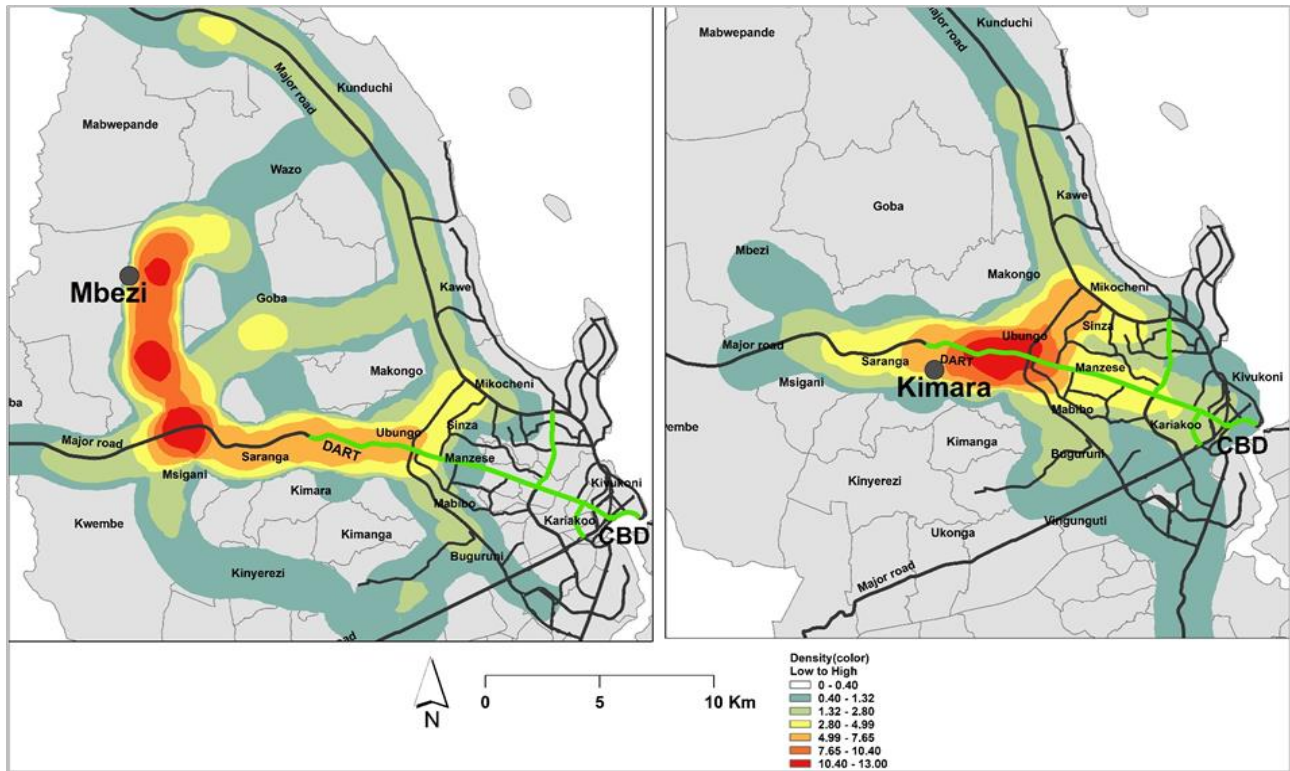 Kunduchi
Major road
Mabwepande
Wazo
Mbezi
Goba
Kawe
Makongo
Mikocheni
ba
Major road
Ubungo
Sinza
DART
Saranga
Manzese
Msigani
Kimara
Mabibo
Kivukoni
Kwembe
Kimanga
Kariakoo
CBD
Buguruni
Kinyerezi
oad
Kunduchi
Mabwepande
Kawe
Goba
Mbezi
Makongo
Mikocheni
Sinza
Ubungo
Major road
Saranga
DART
Manzese
Kivukoni
Msigani
Kimara
Mabibo
Kariakoo
wembe
Kimanga
CBD
Buguruni
Kinyerezi
Vingunguti
Ukonga
Major road
N
0 5 10 Km
Density(color)
Low to High
0 - 0.40
0.40 - 1.32
1.32 - 2.80
2.80 - 4.99
4.99 - 7.65
7.65 - 10.40
10.40 - 13.00